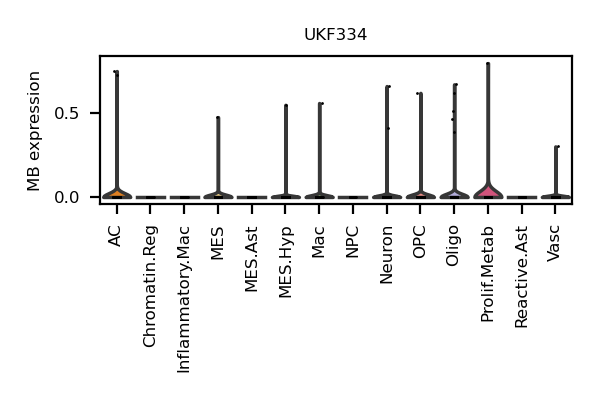 UKF334
MB expression
0.5
0.0
AC
Chromatin.Reg
Inflammatory.Mac
MES
MES.Ast
MES.Hyp
Mac
NPC
Neuron
OPC
Oligo
Prolif.Metab
Reactive.Ast
Vasc